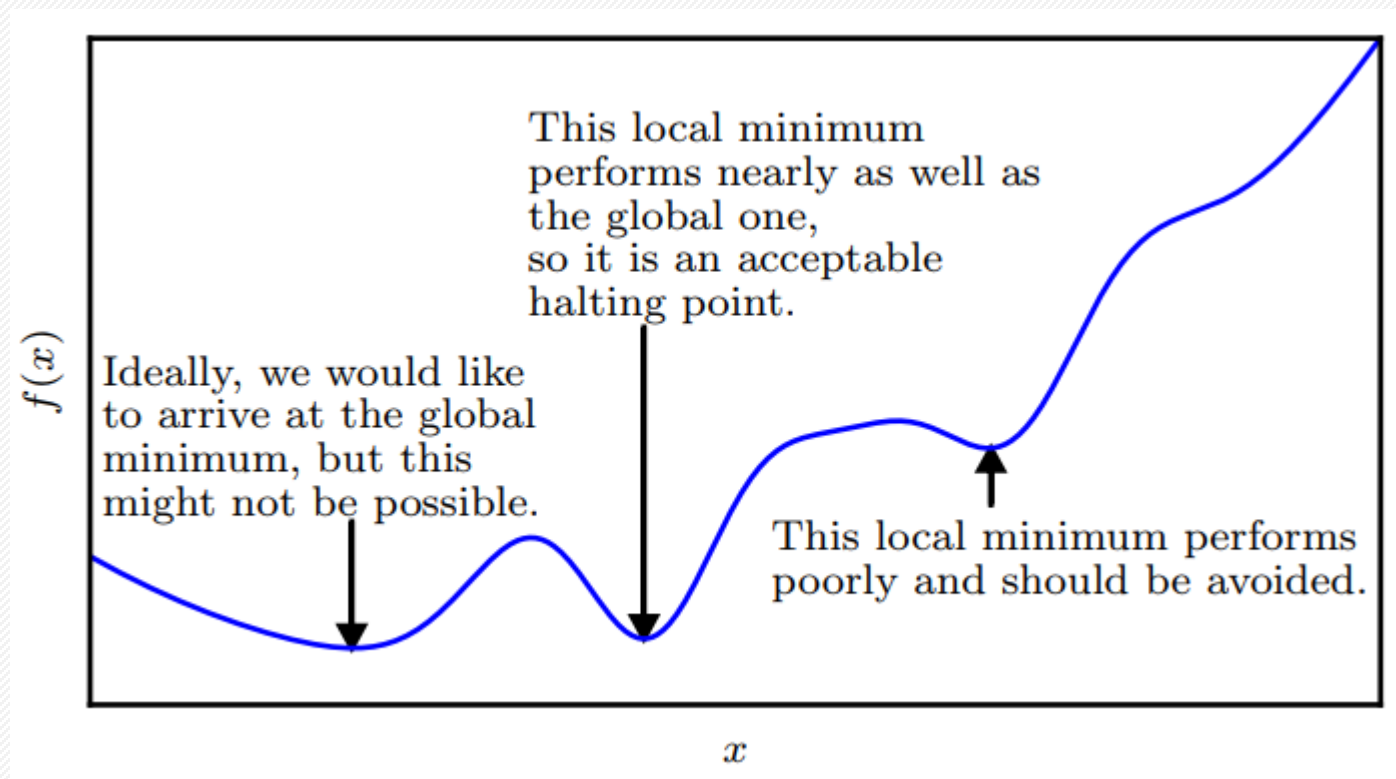 This local minimum
performs nearly as well as
the global one,
so it is an acceptable
halting point.
Ideally, we would like
to arrive at the global
minimum, but this
might not be possible.
This local minimum performs
poorly and should be avoided.
f(x)
x